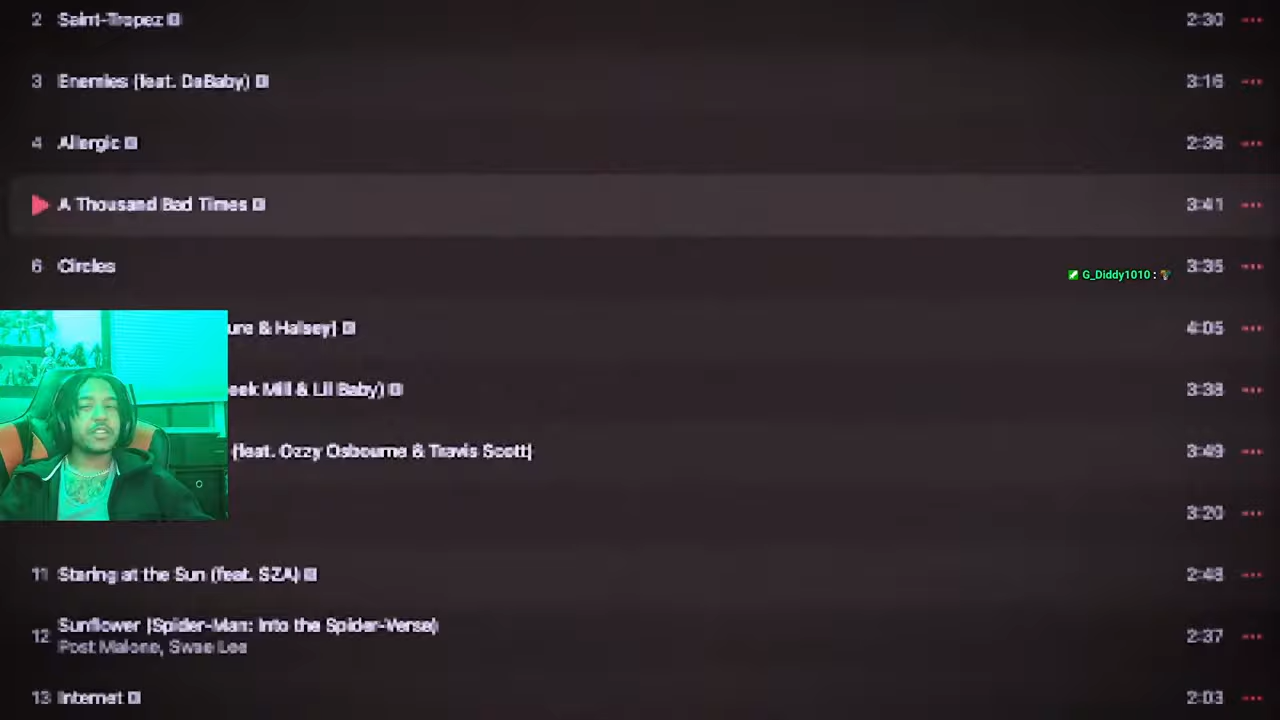 2 Saint-Tropez 🅴 2:30 ...
3 Enemies (feat. DaBaby) 🅴 3:16 ...
4 Allergic 🅴 2:36 ...
A Thousand Bad Times 🅴 3:41 ...
6 Circles 3:35 ...
G_Diddy1010 :
ure & Halsey) 🅴 4:05 ...
eek Mill & Lil Baby) 🅴 3:38 ...
(feat. Ozzy Osbourne & Travis Scott) 3:49 ...
3:20 ...
11 Staring at the Sun (feat. SZA) 🅴 2:48 ...
12 Sunflower (Spider-Man: Into the Spider-Verse) 2:37 ...
Post Malone, Swae Lee
13 Internet 🅴 2:03 ...